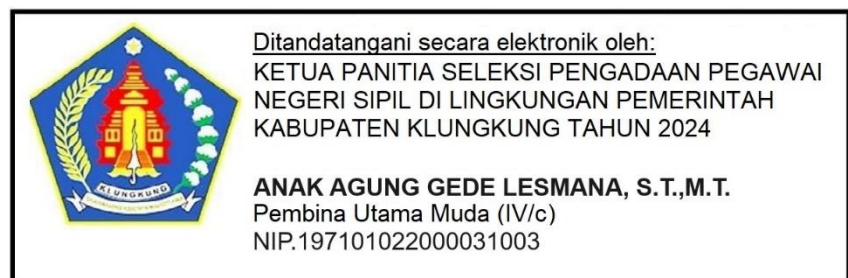 Ditandatangani secara elektronik oleh:
KETUA PANITIA SELEKSI PENGADAAN PEGAWAI
NEGERI SIPIL DI LINGKUNGAN PEMERINTAH
KABUPATEN KLUNGKUNG TAHUN 2024
ANAK AGUNG GEDE LESMANA, S.T.,M.T.
Pembina Utama Muda (IV/c)
NIP.197101022000031003
KLUNGKUNG